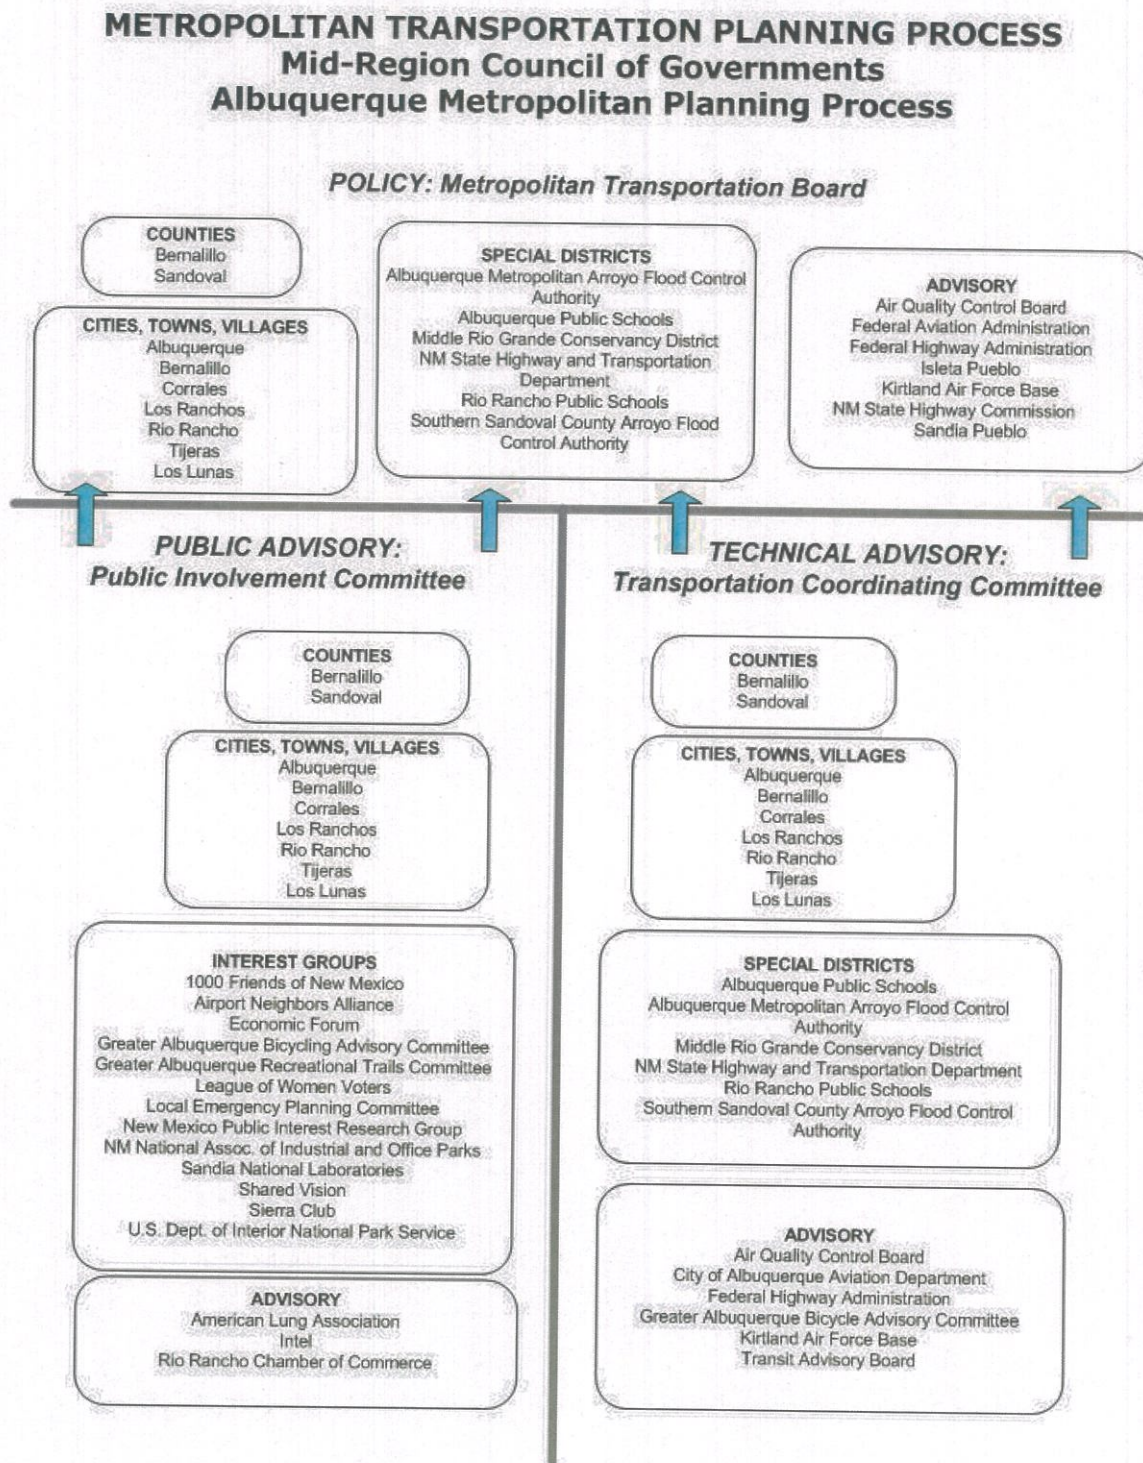 METROPOLITAN TRANSPORTATION PLANNING PROCESS
Mid-Region Council of Governments
Albuquerque Metropolitan Planning Process
POLICY: Metropolitan Transportation Board
COUNTIES
Bernalillo
Sandoval
CITIES, TOWNS, VILLAGES
Albuquerque
Bernalillo
Corrales
Los Ranchos
Rio Rancho
Tijeras
Los Lunas
SPECIAL DISTRICTS
Albuquerque Metropolitan Arroyo Flood Control
Authority
Albuquerque Public Schools
Middle Rio Grande Conservancy District
NM State Highway and Transportation
Department
Rio Rancho Public Schools
Southern Sandoval County Arroyo Flood
Control Authority
ADVISORY
Air Quality Control Board
Federal Aviation Administration
Federal Highway Administration
Isleta Pueblo
Kirtland Air Force Base
NM State Highway Commission
Sandia Pueblo
PUBLIC ADVISORY:
Public Involvement Committee
COUNTIES
Bernalillo
Sandoval
CITIES, TOWNS, VILLAGES
Albuquerque
Bernalillo
Corrales
Los Ranchos
Rio Rancho
Tijeras
Los Lunas
INTEREST GROUPS
1000 Friends of New Mexico
Airport Neighbors Alliance
Economic Forum
Greater Albuquerque Bicycling Advisory Committee
Greater Albuquerque Recreational Trails Committee
League of Women Voters
Local Emergency Planning Committee
New Mexico Public Interest Research Group
NM National Assoc. of Industrial and Office Parks
Sandia National Laboratories
Shared Vision
Sierra Club
U.S. Dept. of Interior National Park Service
ADVISORY
American Lung Association
Intel
Rio Rancho Chamber of Commerce
TECHNICAL ADVISORY:
Transportation Coordinating Committee
COUNTIES
Bernalillo
Sandoval
CITIES, TOWNS, VILLAGES
Albuquerque
Bernalillo
Corrales
Los Ranchos
Rio Rancho
Tijeras
Los Lunas
SPECIAL DISTRICTS
Albuquerque Public Schools
Albuquerque Metropolitan Arroyo Flood Control
Authority
Middle Rio Grande Conservancy District
NM State Highway and Transportation Department
Rio Rancho Public Schools
Southern Sandoval County Arroyo Flood Control
Authority
ADVISORY
Air Quality Control Board
City of Albuquerque Aviation Department
Federal Highway Administration
Greater Albuquerque Bicycle Advisory Committee
Kirtland Air Force Base
Transit Advisory Board